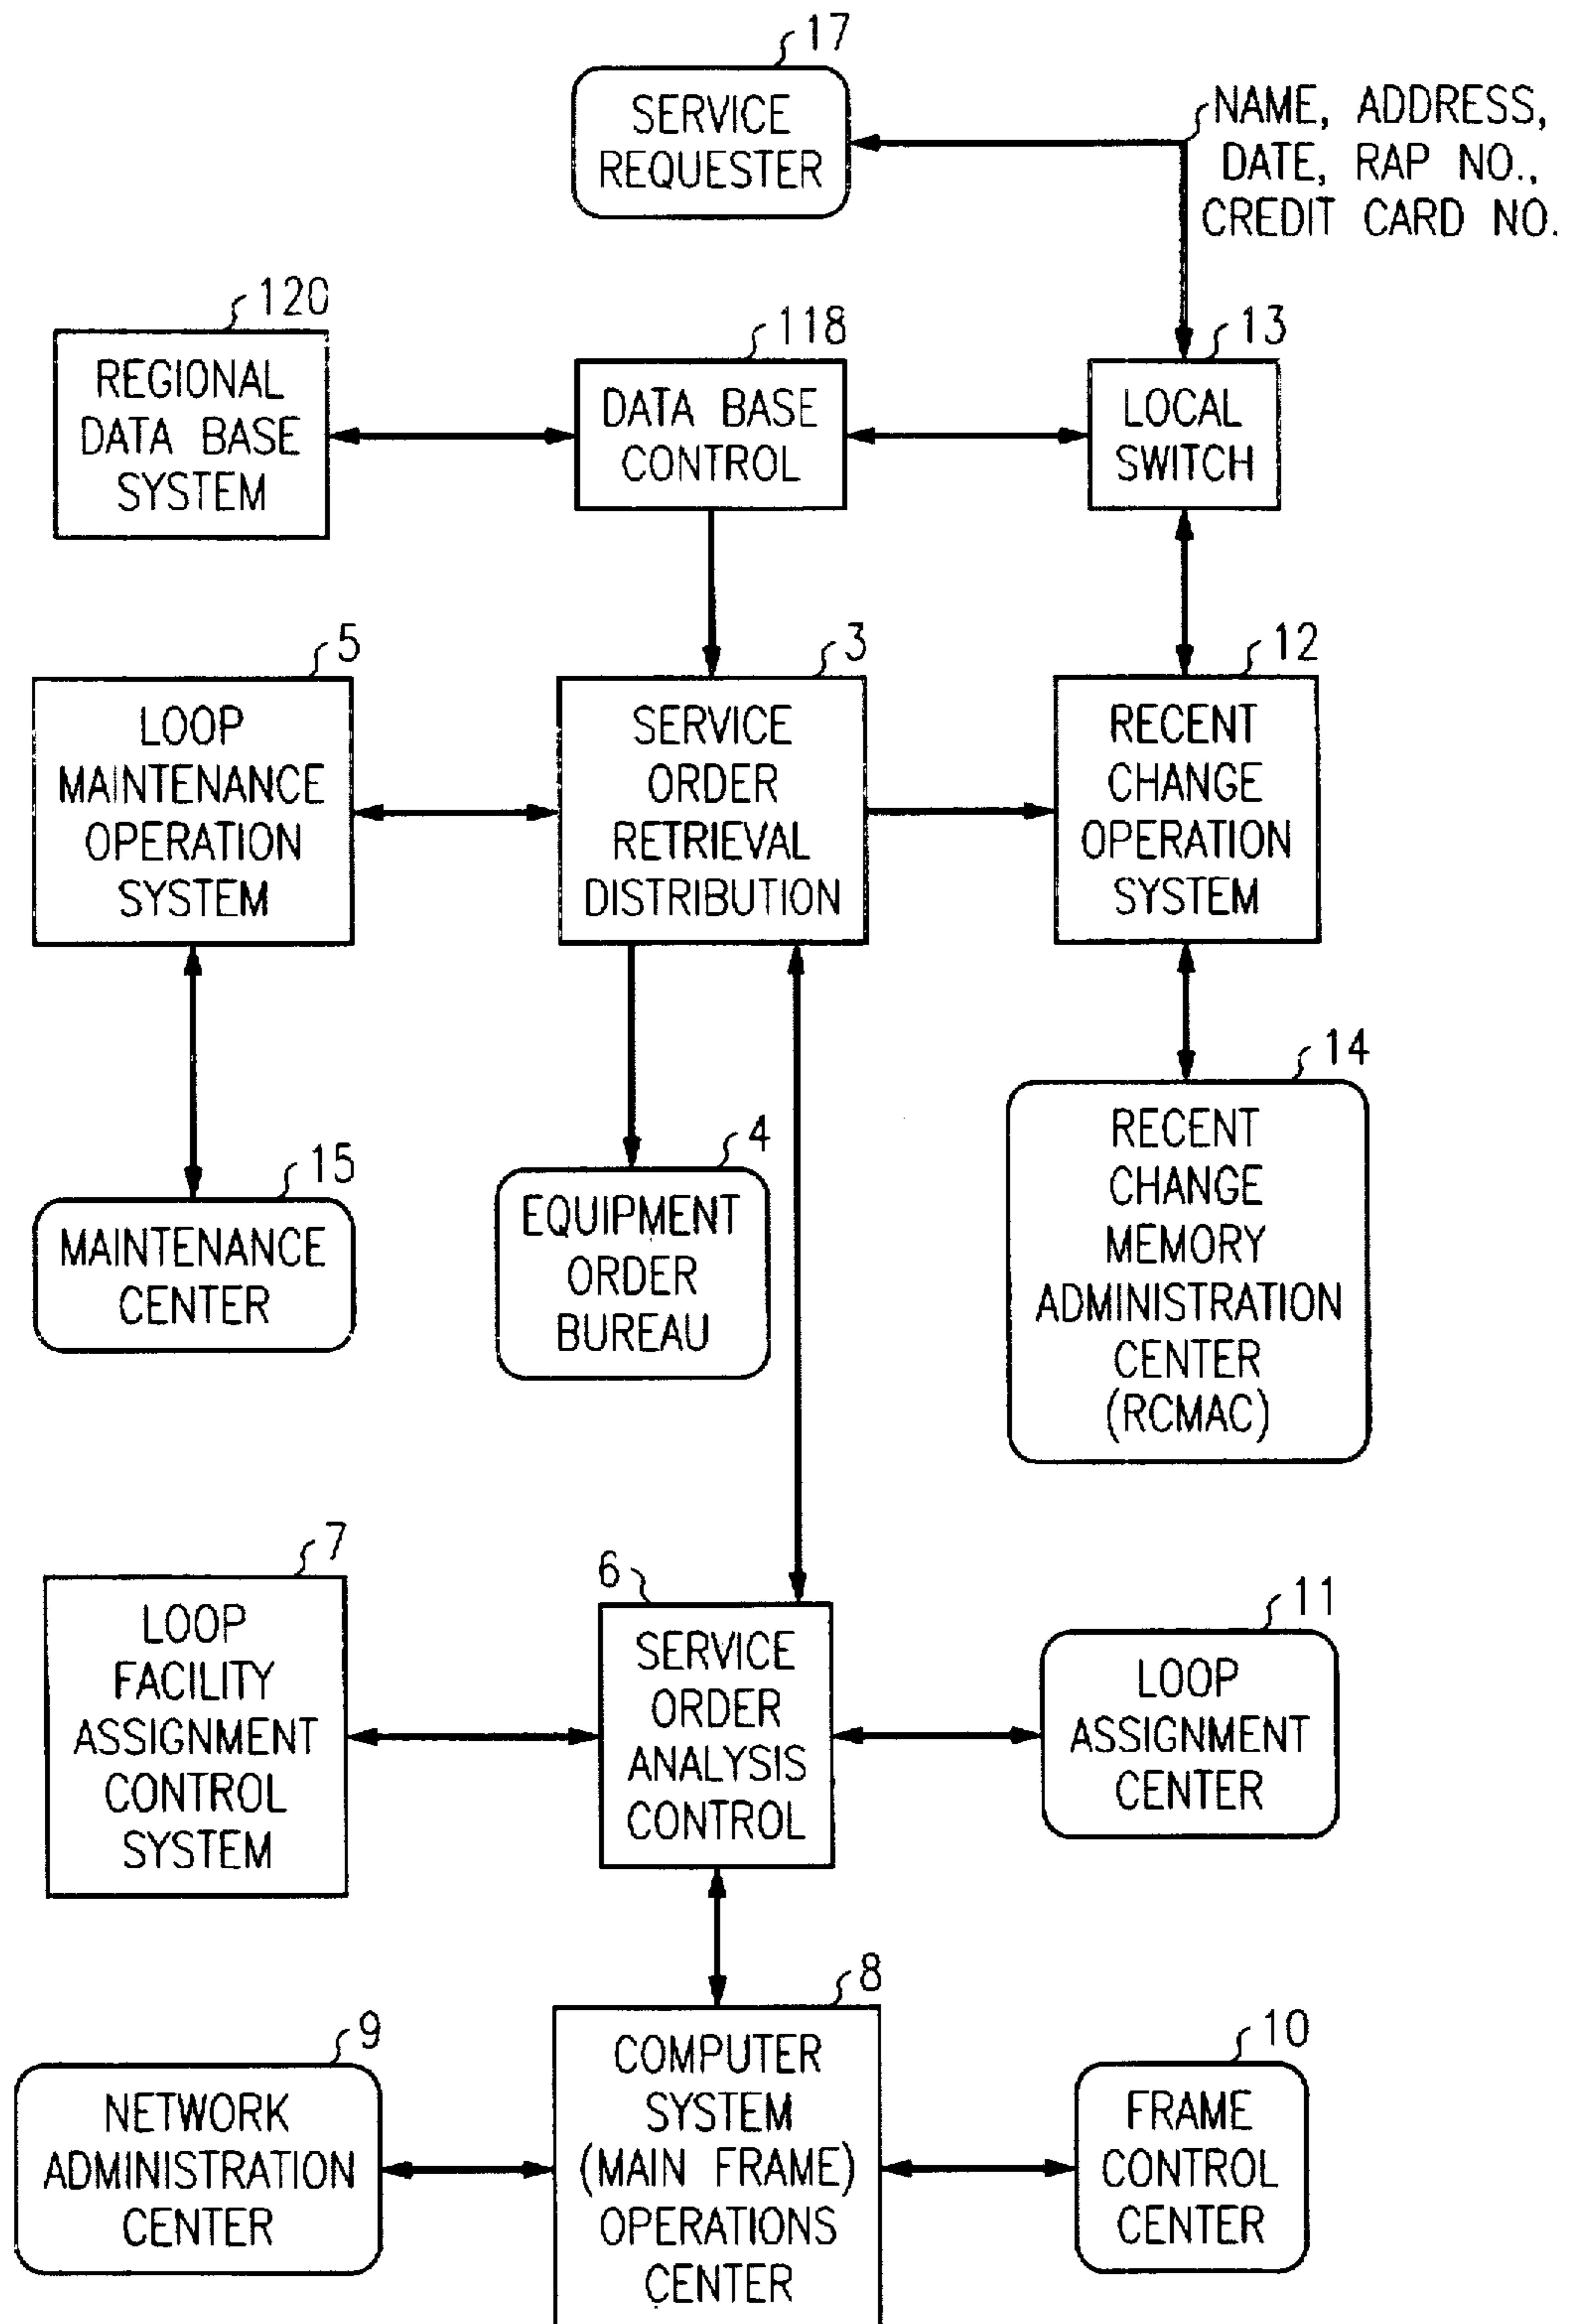 17
SERVICE
REQUESTER
NAME, ADDRESS,
DATE, RAP NO.,
CREDIT CARD NO.
120
REGIONAL
DATA BASE
SYSTEM
118
DATA BASE
CONTROL
13
LOCAL
SWITCH
5
LOOP
MAINTENANCE
OPERATION
SYSTEM
3
SERVICE
ORDER
RETRIEVAL
DISTRIBUTION
12
RECENT
CHANGE
OPERATION
SYSTEM
15
MAINTENANCE
CENTER
4
EQUIPMENT
ORDER
BUREAU
14
RECENT
CHANGE
MEMORY
ADMINISTRATION
CENTER
(RCMAC)
7
LOOP
FACILITY
ASSIGNMENT
CONTROL
SYSTEM
6
SERVICE
ORDER
ANALYSIS
CONTROL
11
LOOP
ASSIGNMENT
CENTER
9
NETWORK
ADMINISTRATION
CENTER
8
COMPUTER
SYSTEM
(MAIN FRAME)
OPERATIONS
CENTER
10
FRAME
CONTROL
CENTER